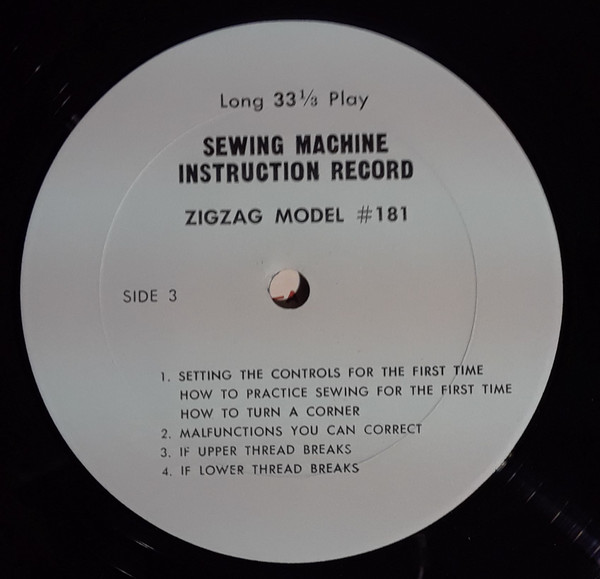 Long 33⅓ Play
SEWING MACHINE
INSTRUCTION RECORD
ZIGZAG MODEL #181
SIDE 3
1. SETTING THE CONTROLS FOR THE FIRST TIME
HOW TO PRACTICE SEWING FOR THE FIRST TIME
HOW TO TURN A CORNER
2. MALFUNCTIONS YOU CAN CORRECT
3. IF UPPER THREAD BREAKS
4. IF LOWER THREAD BREAKS